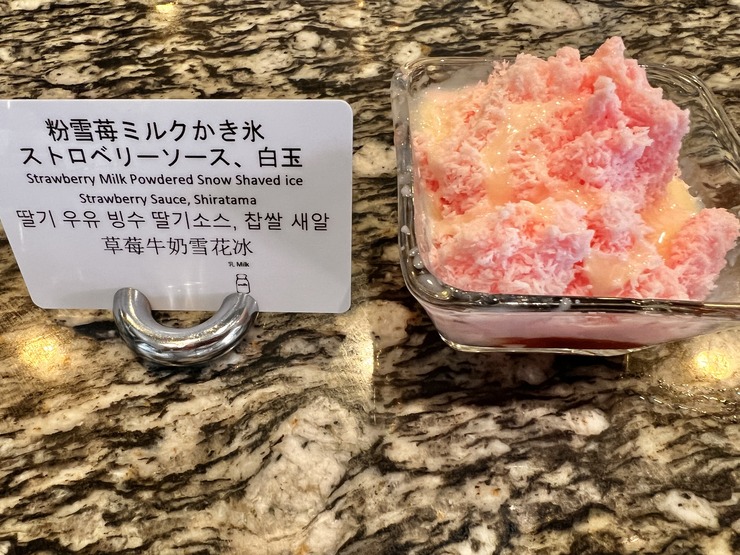 粉雪苺ミルクかき氷
ストロベリーソース、白玉
Strawberry Milk Powdered Snow Shaved ice
Strawberry Sauce, Shiratama
딸기 우유 빙수 딸기소스, 찹쌀 새알
草莓牛奶雪花冰
乳 Milk